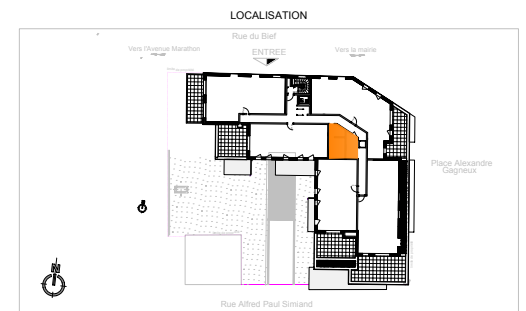 LOCALISATION
Rue du Bief
Vers l'Avenue Marathon
ENTREE
Vers la mairie
Place Alexandre
Gagneux
N
Rue Alfred Paul Simiand